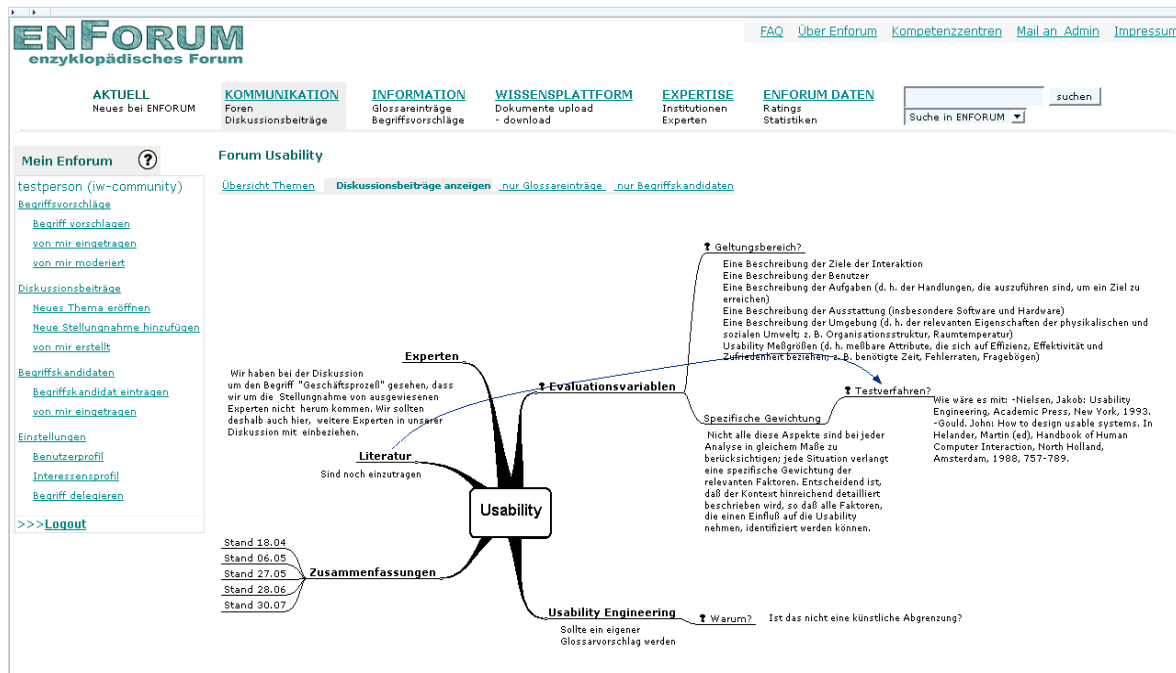 ENFORUM
enzyklopädisches Forum
FAQ Über Enforum Kompetenzzentren Mail an Admin Impressum
AKTUELL
Neues bei ENFORUM
KOMMUNIKATION
Foren
Diskussionsbeiträge
INFORMATION
Glossareinträge
Begriffsvorschläge
WISSENSPLATTFORM
Dokumente upload
- download
EXPERTISE
Institutionen
Experten
ENFORUM DATEN
Ratings
Statistiken
suchen
Suche in ENFORUM
Mein Enforum ?
testperson (iw-community)
Begriffsvorschläge
Begriff vorschlagen
von mir eingetragen
von mir moderiert
Diskussionsbeiträge
Neues Thema eröffnen
Neue Stellungnahme hinzufügen
von mir erstellt
Begriffskandidaten
Begriffskandidat eintragen
von mir eingetragen
Einstellungen
Benutzerprofil
Interessensprofil
Begriff delegieren
>>>Logout
Forum Usability
Übersicht Themen Diskussionsbeiträge anzeigen nur Glossareinträge nur Begriffskandidaten
Experten
Wir haben bei der Diskussion
um den Begriff "Geschäftsprozeß" gesehen, dass
wir um die Stellungnahme von ausgewiesenen
Experten nicht herum kommen. Wir sollten
deshalb auch hier, weitere Experten in unserer
Diskussion mit einbeziehen.
Literatur
Sind noch einzutragen
Usability
Zusammenfassungen
Stand 18.04
Stand 06.05
Stand 27.05
Stand 28.06
Stand 30.07
? Evaluationsvariablen
? Geltungsbereich?
Eine Beschreibung der Ziele der Interaktion
Eine Beschreibung der Benutzer
Eine Beschreibung der Aufgaben (d. h. der Handlungen, die auszuführen sind, um ein Ziel zu
erreichen)
Eine Beschreibung der Ausstattung (insbesondere Software und Hardware)
Eine Beschreibung der Umgebung (d. h. der relevanten Eigenschaften der physikalischen und
sozialen Umwelt; z. B. Organisationsstruktur, Raumtemperatur)
Usability Meßgrößen (d. h. meßbare Attribute, die sich auf Effizienz, Effektivität und
Zufriedenheit beziehen; z. B. benötigte Zeit, Fehlerraten, Fragebögen)
Spezifische Gewichtung
Nicht alle diese Aspekte sind bei jeder
Analyse in gleichem Maße zu
berücksichtigen; jede Situation verlangt
eine spezifische Gewichtung der
relevanten Faktoren. Entscheidend ist,
daß der Kontext hinreichend detailliert
beschrieben wird, so daß alle Faktoren,
die einen Einfluß auf die Usability
nehmen, identifiziert werden können.
? Testverfahren?
Wie wäre es mit: -Nielsen, Jakob: Usability
Engineering, Academic Press, New York, 1993.
-Gould. John: How to design usable systems. In
Helander, Martin (ed), Handbook of Human
Computer Interaction, North Holland,
Amsterdam, 1988, 757-789.
Usability Engineering
Sollte ein eigener
Glossarvorschlag werden
? Warum?
Ist das nicht eine künstliche Abgrenzung?